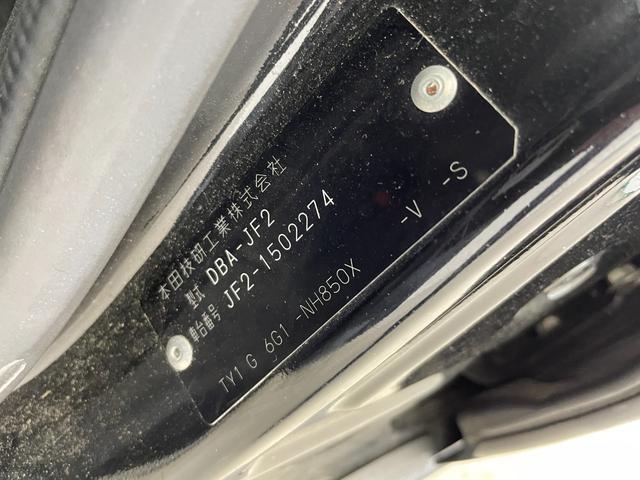 本田技研工業株式会社
型式 DBA-JF2
車台番号 JF2-1502274
TY1 G 6G1 -NH850X -V -S